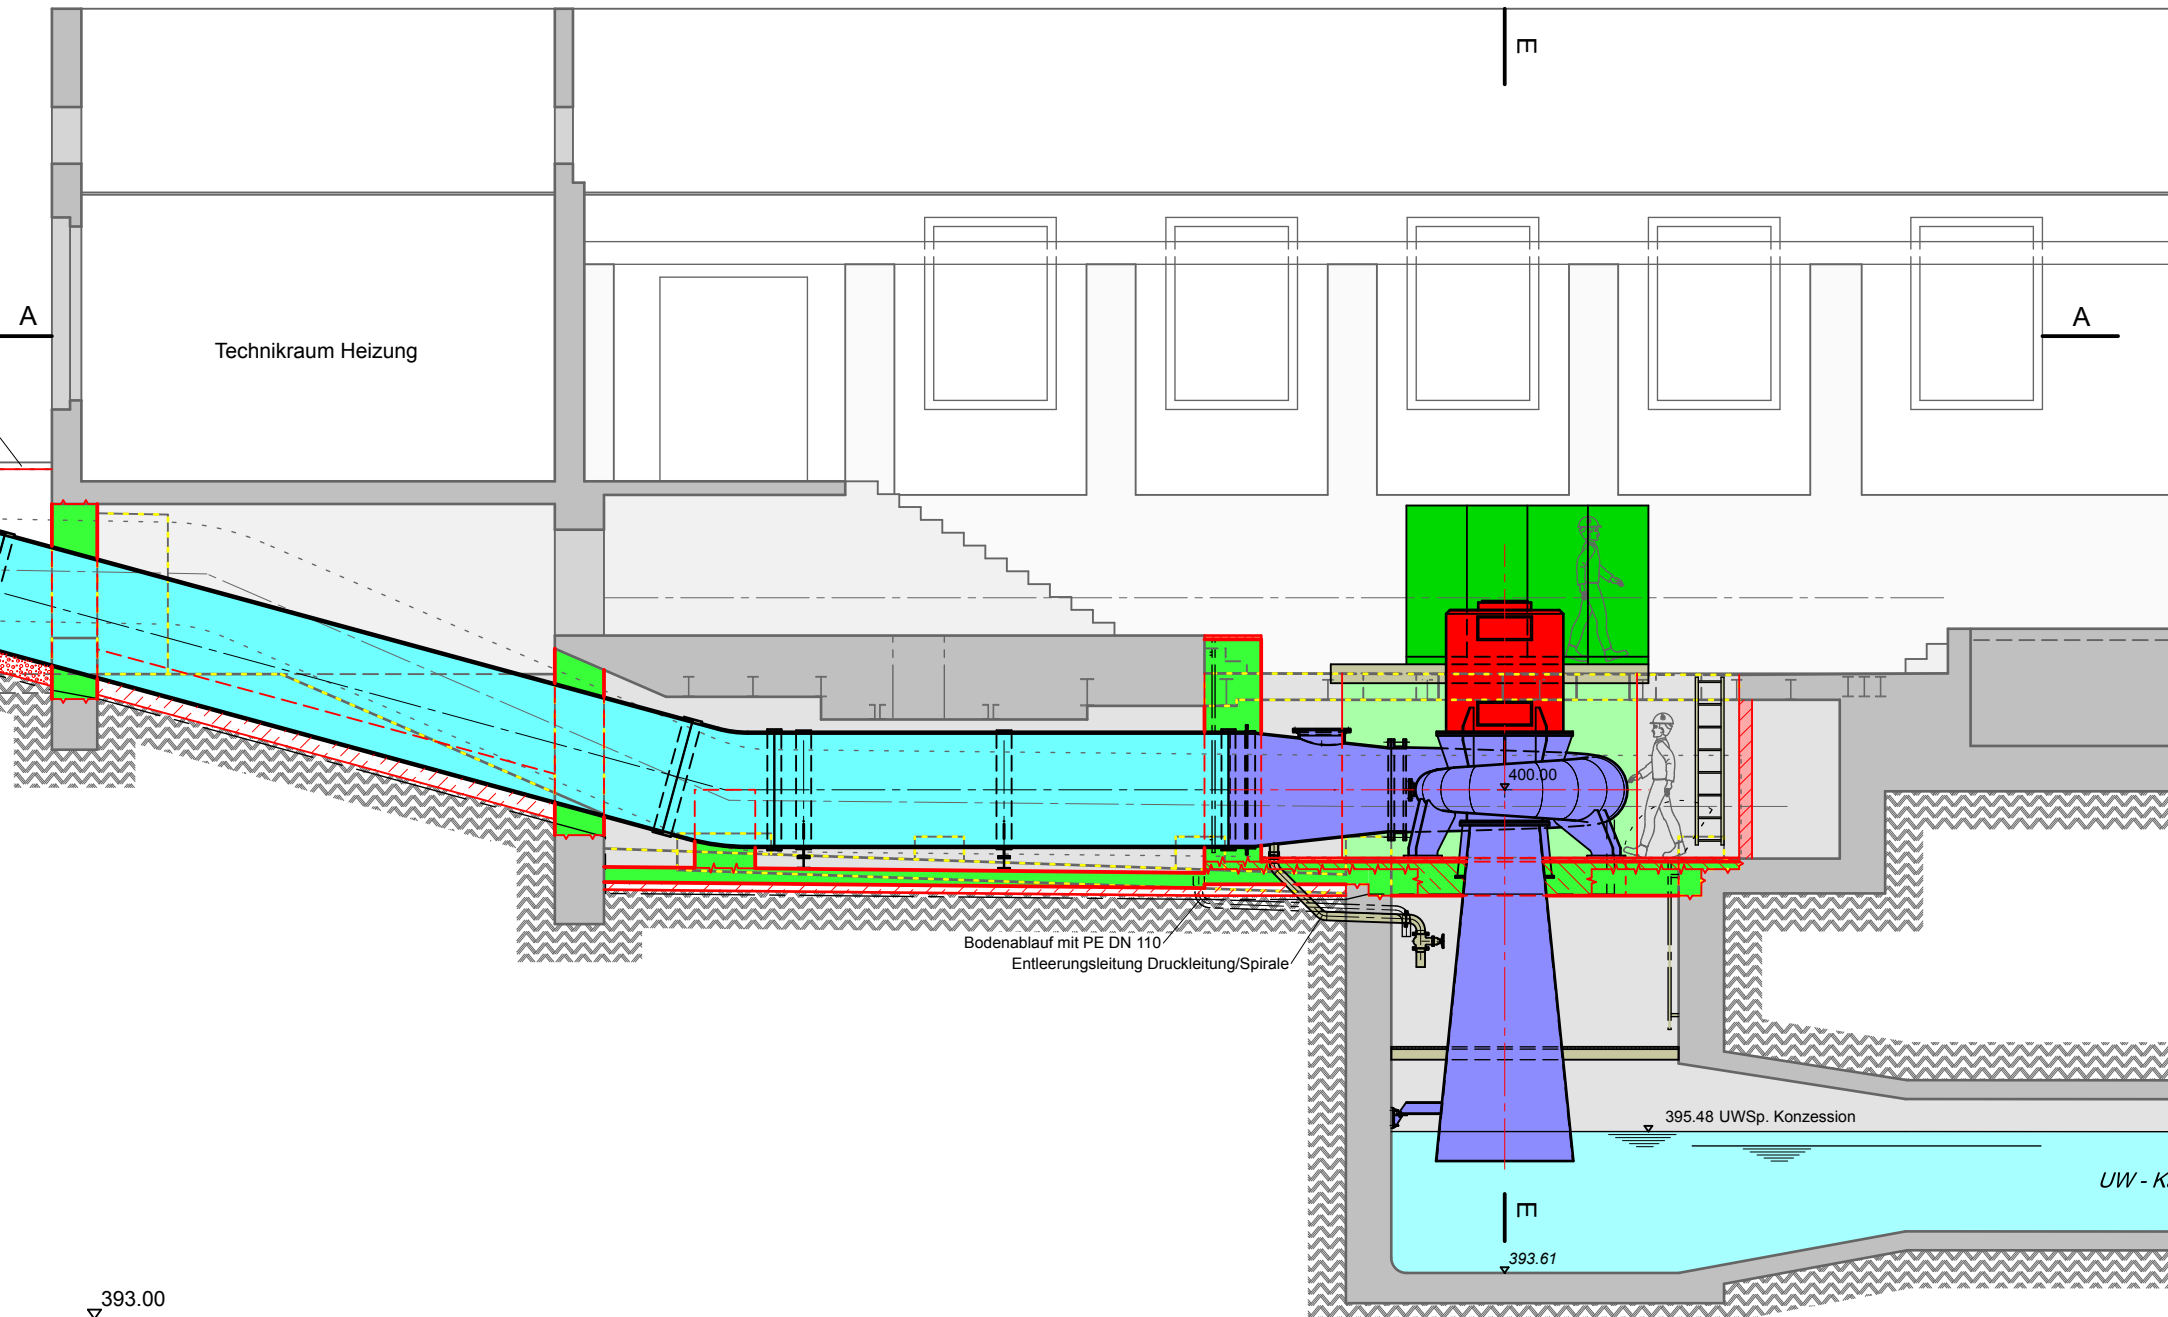 E
A
A
Technikraum Heizung
400.00
Bodenablauf mit PE DN 110
Entleerungsleitung Druckleitung/Spirale
395.48 UWSp. Konzession
UW - K
E
393.61
393.00